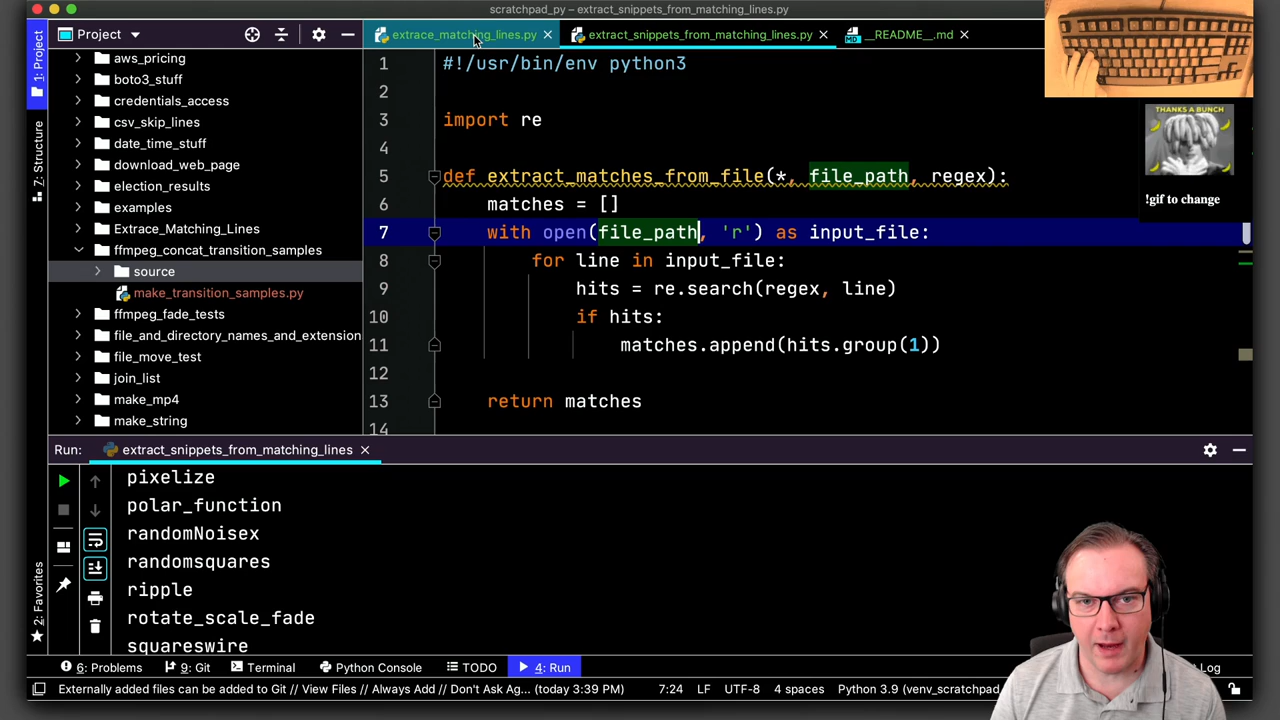 scratchpad_py – extract_snippets_from_matching_lines.py
1: Project
Project
extrace_matching_lines.py
extract_snippets_from_matching_lines.py
MD
__README__.md
aws_pricing
boto3_stuff
credentials_access
csv_skip_lines
date_time_stuff
download_web_page
election_results
examples
Extrace_Matching_Lines
ffmpeg_concat_transition_samples
source
make_transition_samples.py
ffmpeg_fade_tests
file_and_directory_names_and_extension
file_move_test
join_list
make_mp4
make_string
7: Structure
2: Favorites
1 #!/usr/bin/env python3
2
3 import re
4
5 def extract_matches_from_file(*, file_path, regex):
6 matches = []
7 with open(file_path, 'r') as input_file:
8 for line in input_file:
9 hits = re.search(regex, line)
10 if hits:
11 matches.append(hits.group(1))
12
13 return matches
14
THANKS A BUNCH
!gif to change
Run: extract_snippets_from_matching_lines
pixelize
polar_function
randomNoisex
randomsquares
ripple
rotate_scale_fade
squareswire
6: Problems 9: Git Terminal Python Console TODO 4: Run Log
Externally added files can be added to Git // View Files // Always Add // Don't Ask Ag... (today 3:39 PM) 7:24 LF UTF-8 4 spaces Python 3.9 (venv_scratchpad